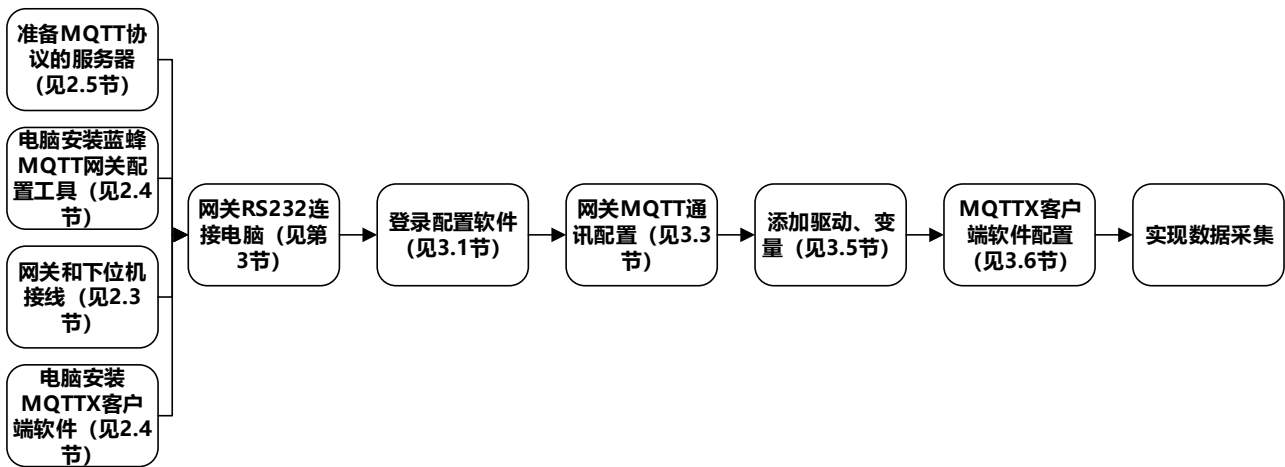 准备MQTT协
议的服务器
（见2.5节）
电脑安装蓝蜂
MQTT网关配
置工具（见2.4
节）
网关和下位机
接线（见2.3
节）
电脑安装
MQTTX客户
端软件（见2.4
节）
网关RS232连
接电脑（见第
3节）
登录配置软件
（见3.1节）
网关MQTT通
讯配置（见3.3
节）
添加驱动、变
量（见3.5节）
MQTTX客户
端软件配置
（见3.6节）
实现数据采集